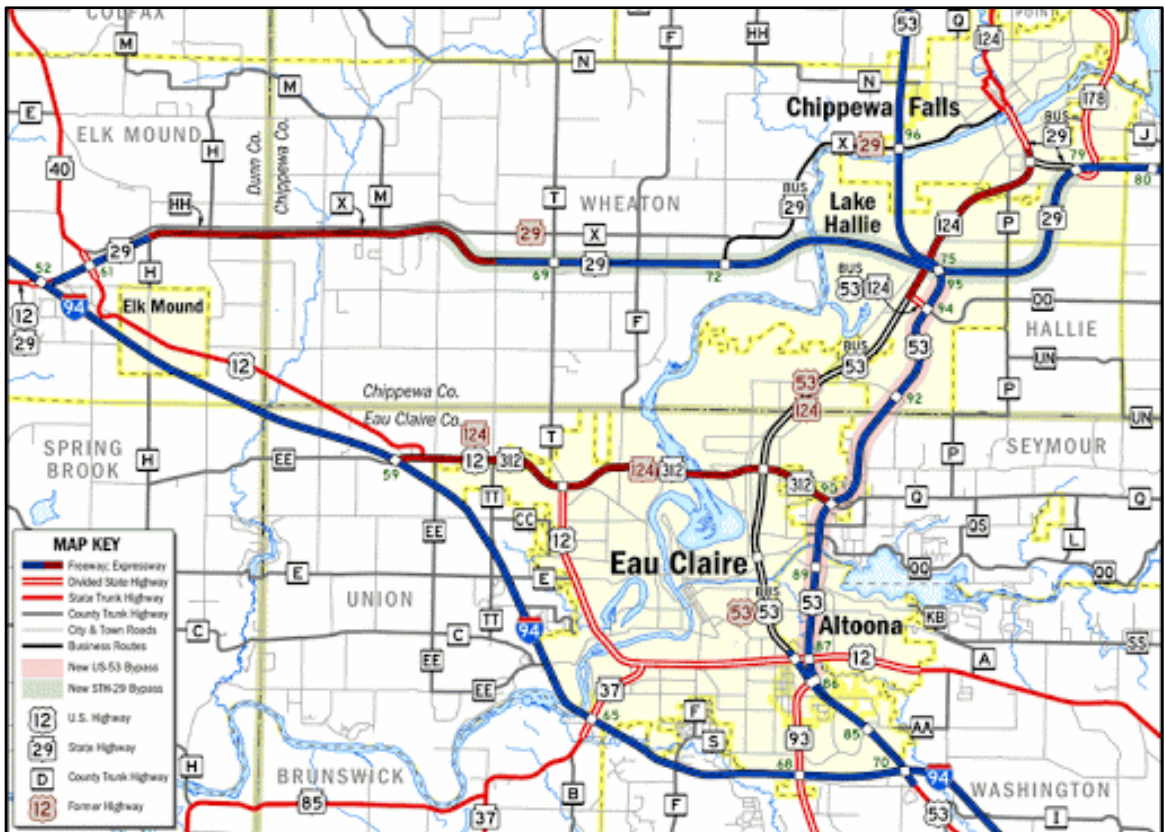 COLFAX
M
F
HH
53
Q
124
POINT
N
N
M
E
ELK MOUND
H
M
Dunn Co.
Chippewa Co.
T
Chippewa Falls
178
BUS
29
J
96
79
80
40
X
29
HH
X
WHEATON
BUS
29
Lake
Hallie
P
29
29
X
124
52
61
29
H
69
29
72
75
95
94
Elk Mound
BUS
53
124
94
OO
12
29
F
HALLIE
12
BUS
53
53
UN
Chippewa Co.
Eau Claire Co.
53
124
92
P
UN
SPRING
BROOK
H
EE
124
12
312
T
124
312
312
90
SEYMOUR
P
59
TT
Q
Q
CC
12
QS
L
Eau Claire
MAP KEY
Freeway; Expressway
Divided State Highway
State Trunk Highway
County Trunk Highway
City & Town Roads
Business Routes
New US-53 Bypass
New STH-29 Bypass
12 U.S. Highway
29 State Highway
D County Trunk Highway
12 Former Highway
EE
E
E
89
QQ
QQ
UNION
53
BUS
53
53
Altoona
KB
C
TT
C
94
SS
EE
87
12
A
EE
37
86
65
F
S
93
85
AA
H
BRUNSWICK
68
70
94
WASHINGTON
85
37
B
F
53
I